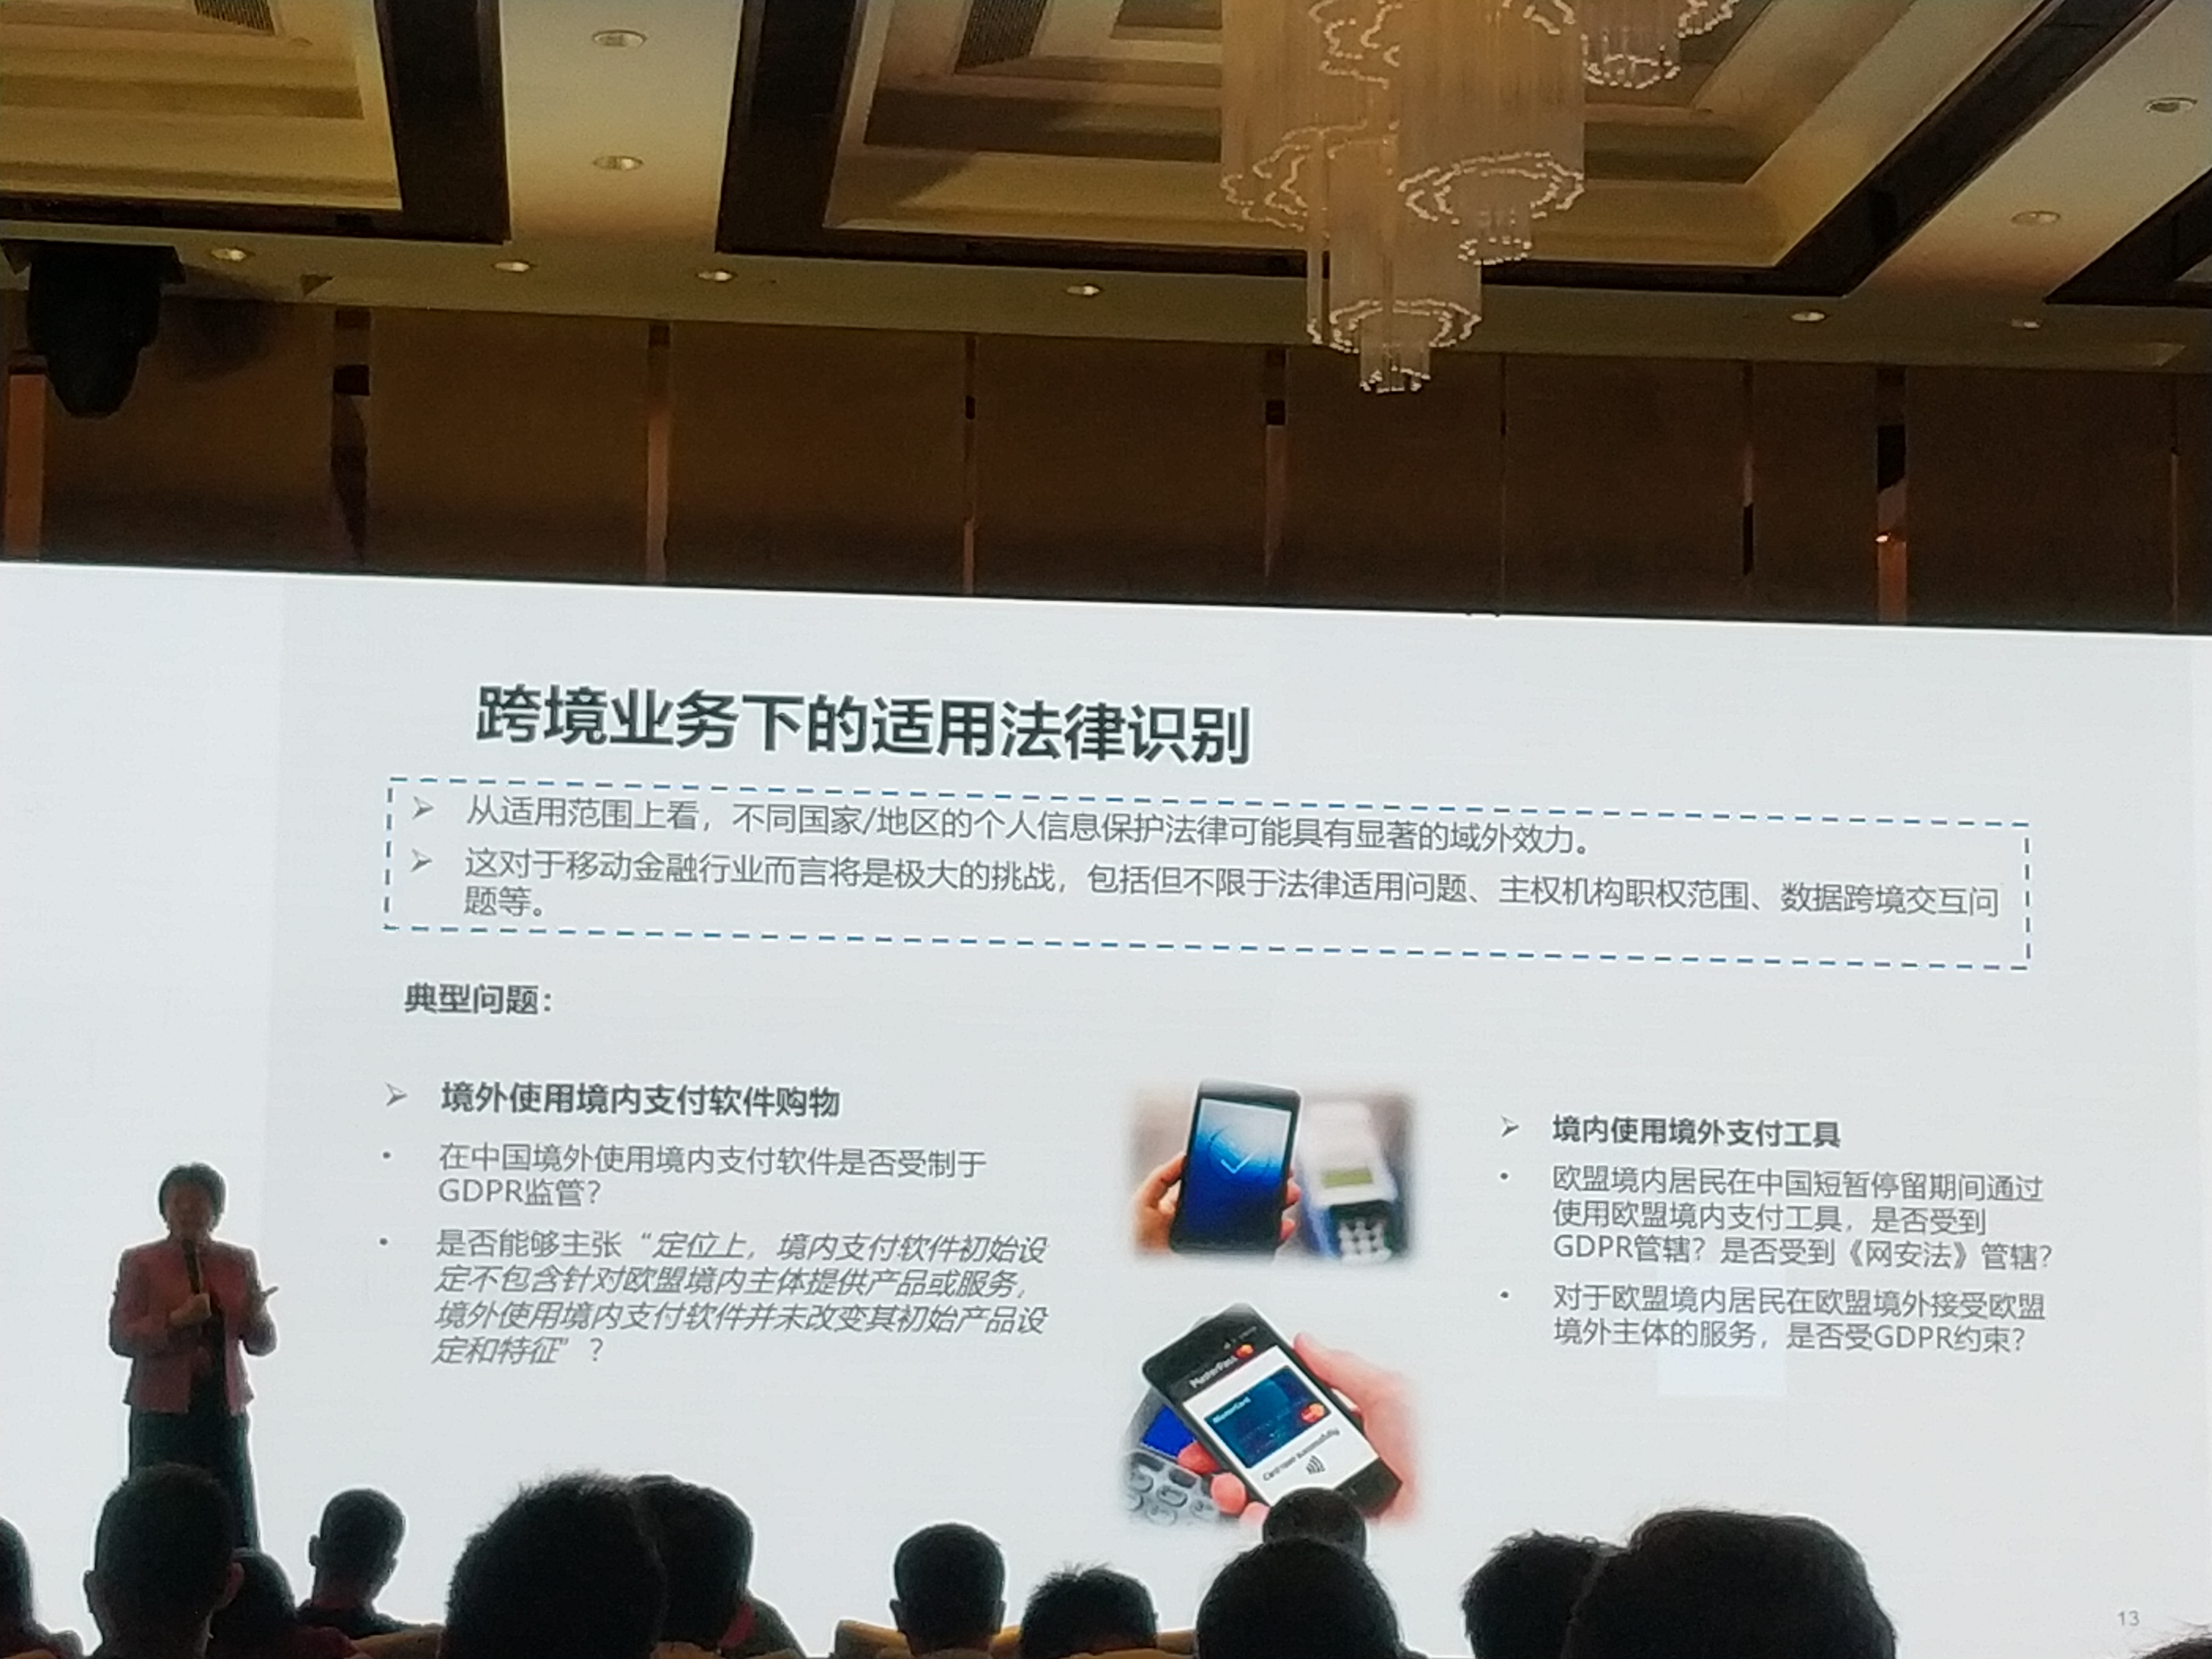 跨境业务下的适用法律识别
➢ 从适用范围上看，不同国家/地区的个人信息保护法律可能具有显著的域外效力。
➢ 这对于移动金融行业而言将是极大的挑战，包括但不限于法律适用问题、主权机构职权范围、数据跨境交互问
题等。
典型问题：
➢ 境外使用境内支付软件购物
• 在中国境外使用境内支付软件是否受制于
GDPR监管？
• 是否能够主张“定位上，境内支付软件初始设
定不包含针对欧盟境内主体提供产品或服务，
境外使用境内支付软件并未改变其初始产品设
定和特征”？
MasterPass
MasterCard
Card read successfully
➢ 境内使用境外支付工具
• 欧盟境内居民在中国短暂停留期间通过
使用欧盟境内支付工具，是否受到
GDPR管辖？是否受到《网安法》管辖？
• 对于欧盟境内居民在欧盟境外接受欧盟
境外主体的服务，是否受GDPR约束？
13